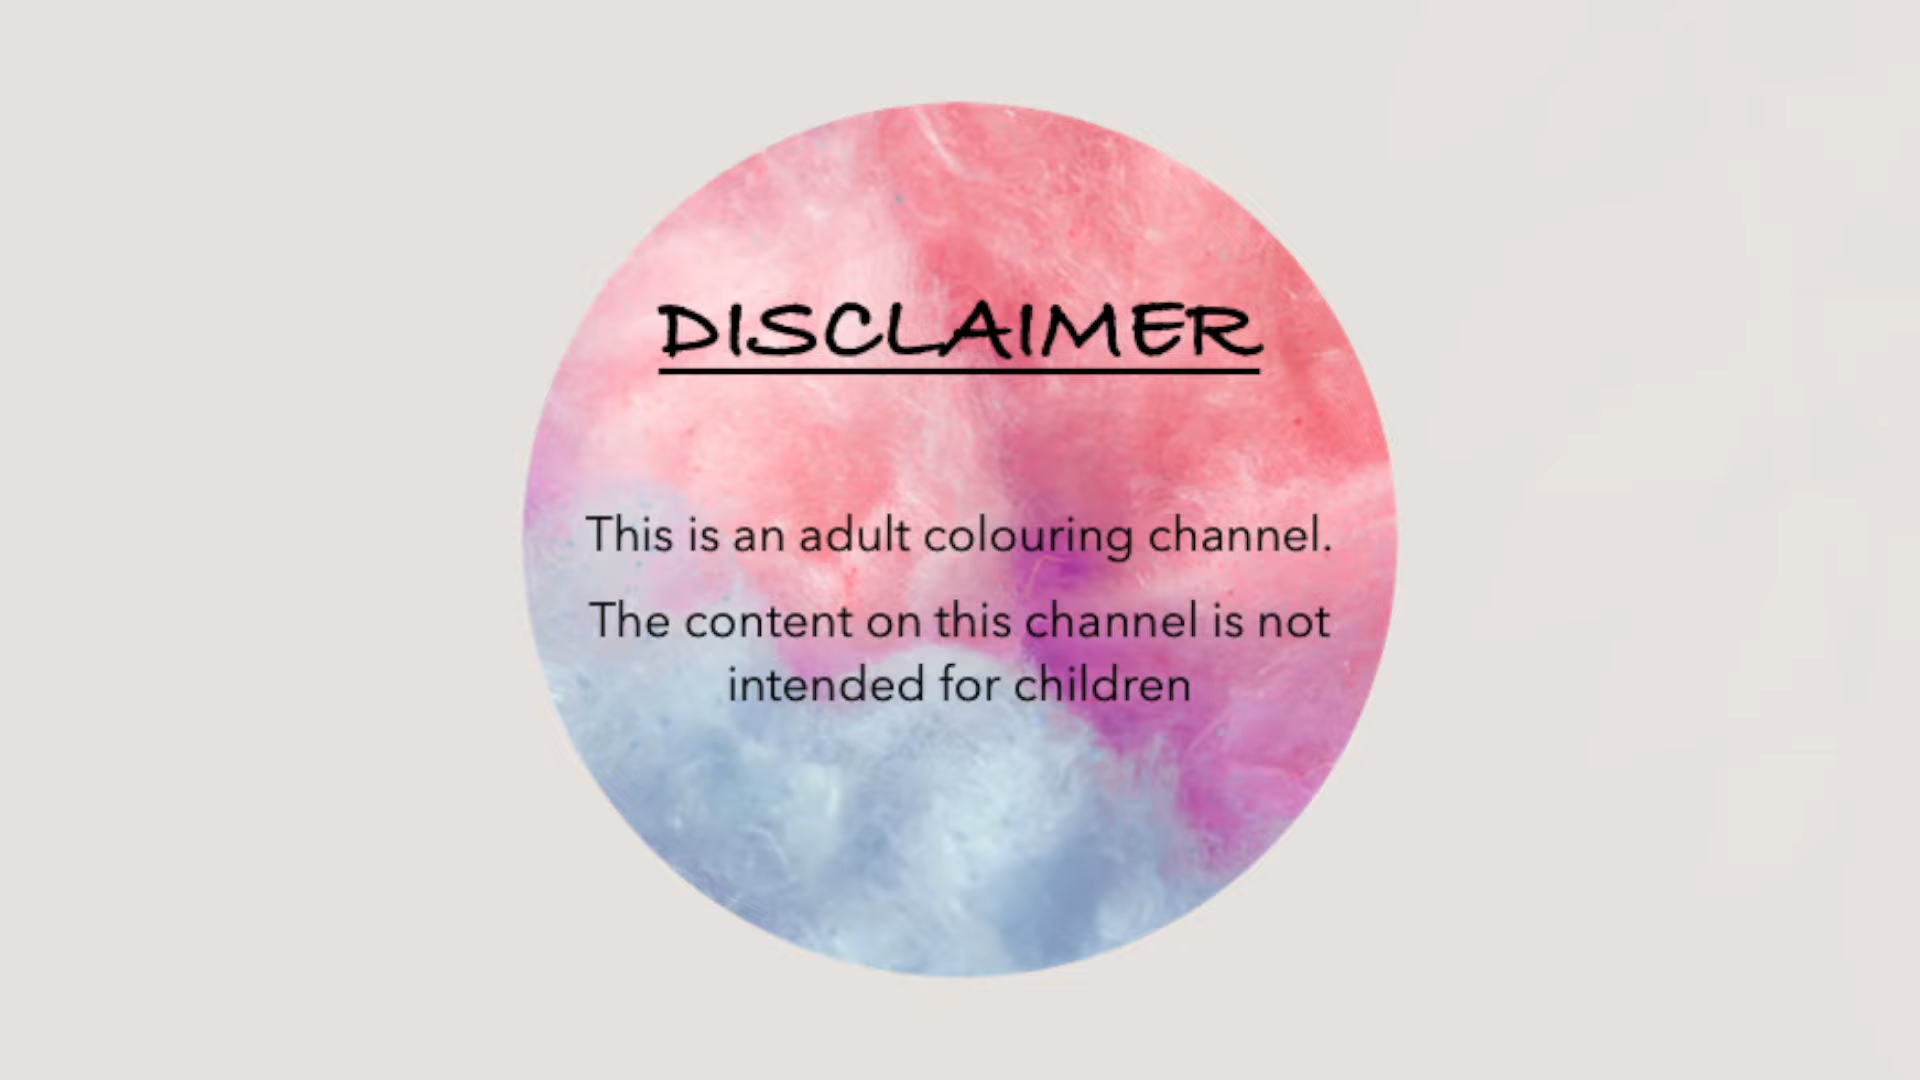 DISCLAIMER
This is an adult colouring channel.
The content on this channel is not
intended for children